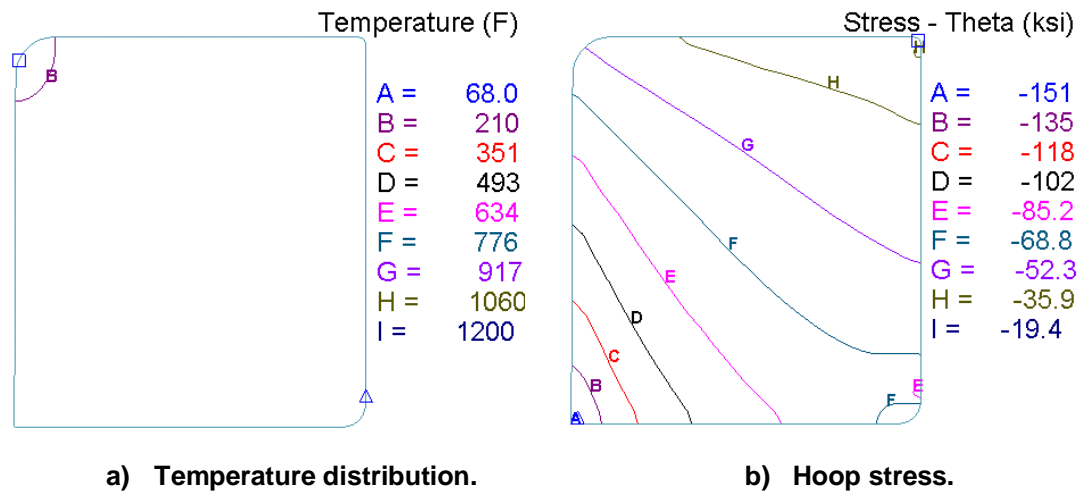 Temperature (F)
B
A = 68.0
B = 210
C = 351
D = 493
E = 634
F = 776
G = 917
H = 1060
I = 1200
a) Temperature distribution.
Stress - Theta (ksi)
H
H
G
F
E
D
C
B
A
E
F
A = -151
B = -135
C = -118
D = -102
E = -85.2
F = -68.8
G = -52.3
H = -35.9
I = -19.4
b) Hoop stress.